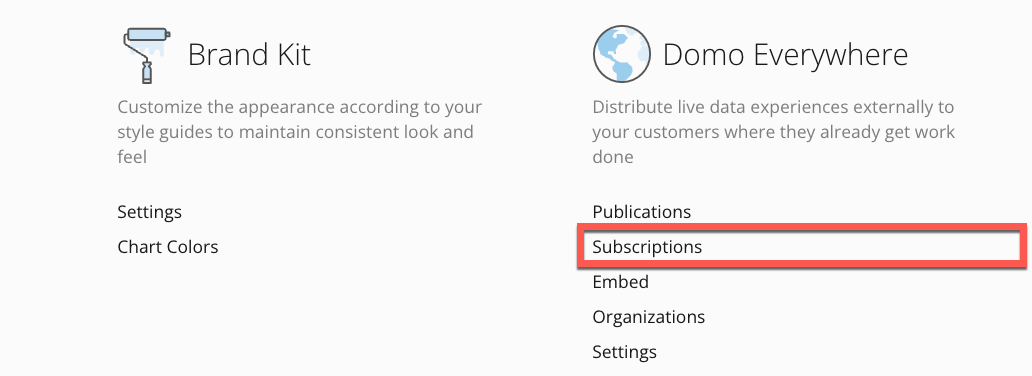 Brand Kit
Customize the appearance according to your
style guides to maintain consistent look and
feel
Settings
Chart Colors
Domo Everywhere
Distribute live data experiences externally to
your customers where they already get work
done
Publications
Subscriptions
Embed
Organizations
Settings